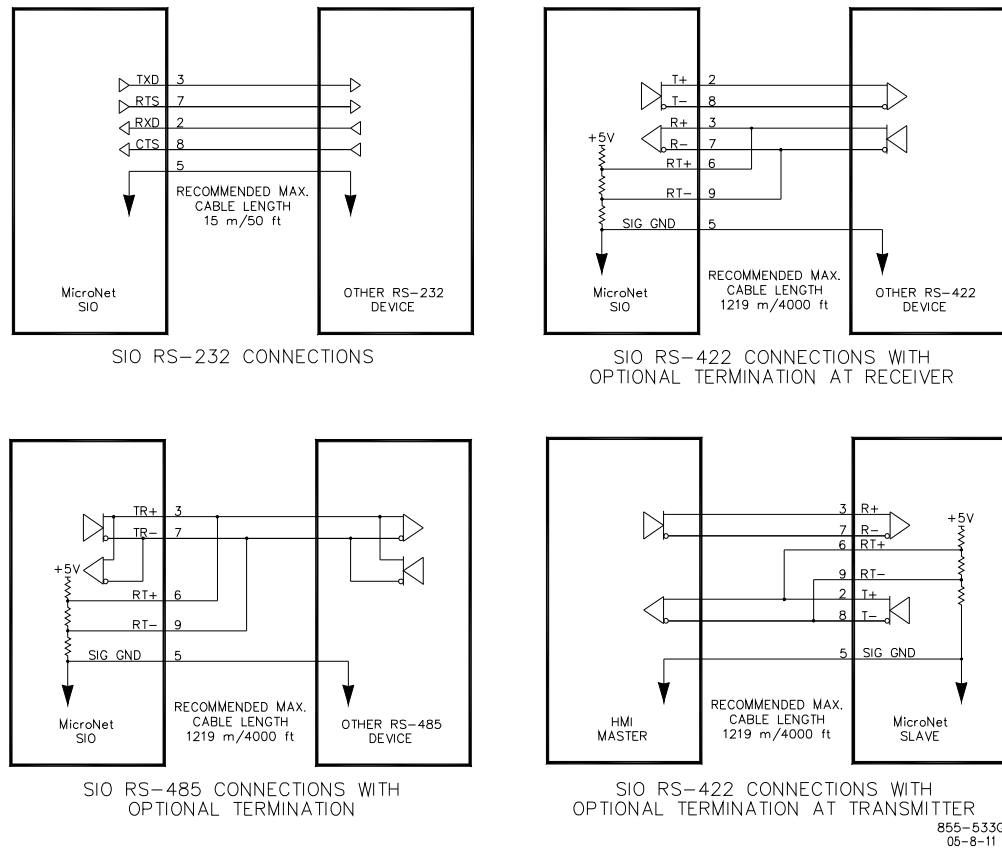 TXD 3
RTS 7
RXD 2
CTS 8
5
RECOMMENDED MAX.
CABLE LENGTH
15 m/50 ft
MicroNet
SIO
OTHER RS-232
DEVICE
SIO RS-232 CONNECTIONS
T+ 2
T- 8
R+ 3
+5V
R- 7
RT+ 6
RT- 9
SIG GND 5
RECOMMENDED MAX.
CABLE LENGTH
1219 m/4000 ft
MicroNet
SIO
OTHER RS-422
DEVICE
SIO RS-422 CONNECTIONS WITH
OPTIONAL TERMINATION AT RECEIVER
TR+ 3
TR- 7
+5V
RT+ 6
RT- 9
SIG GND 5
RECOMMENDED MAX.
CABLE LENGTH
1219 m/4000 ft
MicroNet
SIO
OTHER RS-485
DEVICE
SIO RS-485 CONNECTIONS WITH
OPTIONAL TERMINATION
3 R+
7 R-
+5V
6 RT+
9 RT-
2 T+
8 T-
5 SIG GND
RECOMMENDED MAX.
CABLE LENGTH
1219 m/4000 ft
HMI
MASTER
MicroNet
SLAVE
SIO RS-422 CONNECTIONS WITH
OPTIONAL TERMINATION AT TRANSMITTER
855-533G
05-8-11